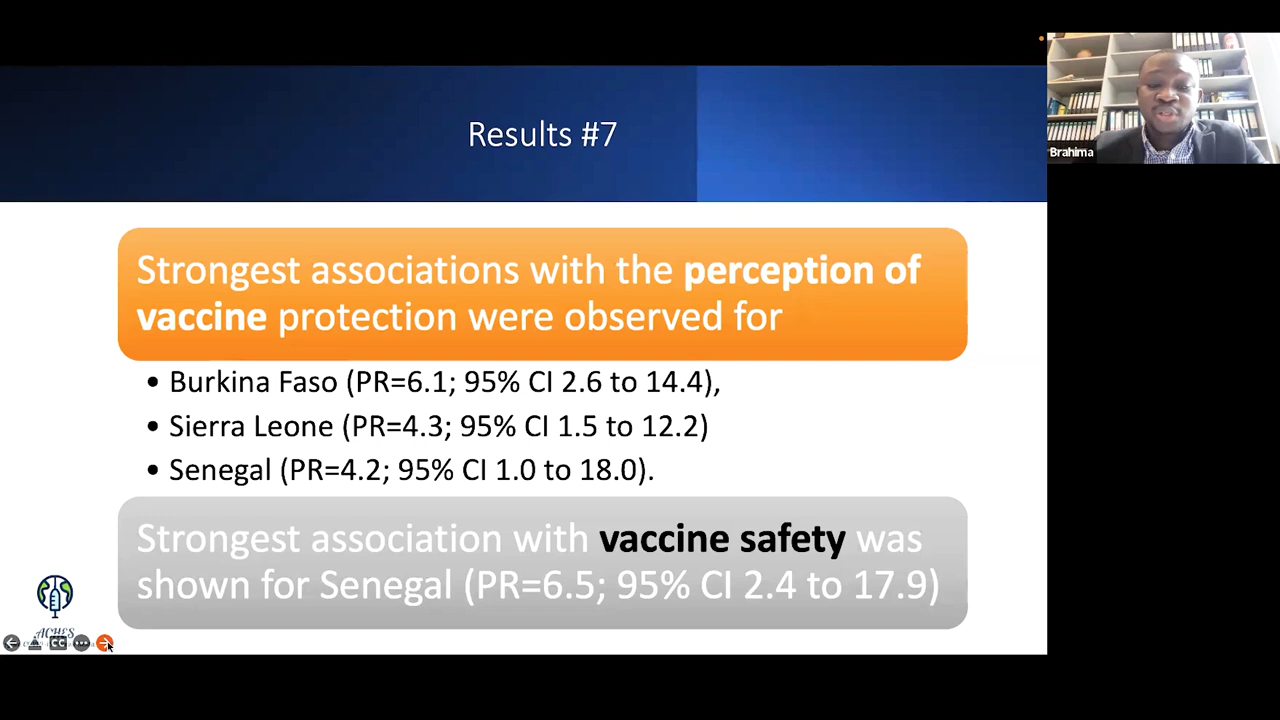 Results #7
Brahima
Strongest associations with the perception of
vaccine protection were observed for
• Burkina Faso (PR=6.1; 95% CI 2.6 to 14.4),
• Sierra Leone (PR=4.3; 95% CI 1.5 to 12.2)
• Senegal (PR=4.2; 95% CI 1.0 to 18.0).
Strongest association with vaccine safety was
shown for Senegal (PR=6.5; 95% CI 2.4 to 17.9)
ACHES
CC